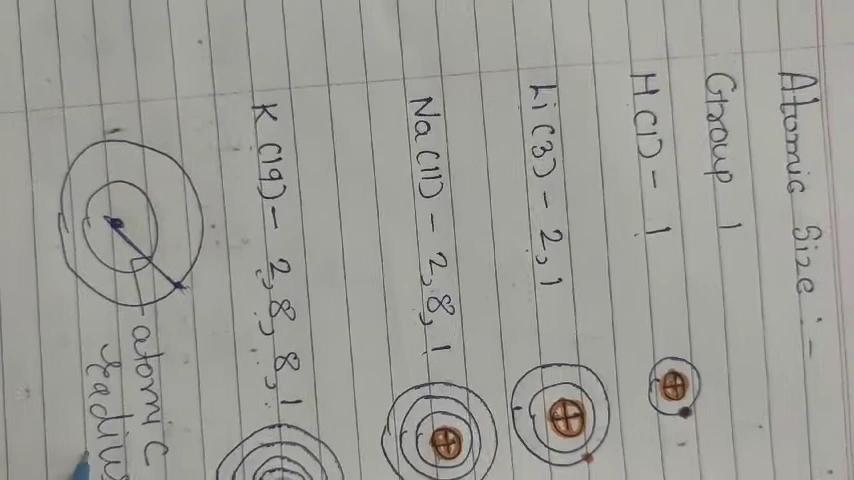 Atomic Size :-
Group 1
H(1) - 1
Li(3) - 2,1
Na(11) - 2,8,1
K(19) - 2,8,8,1
atomic
radius